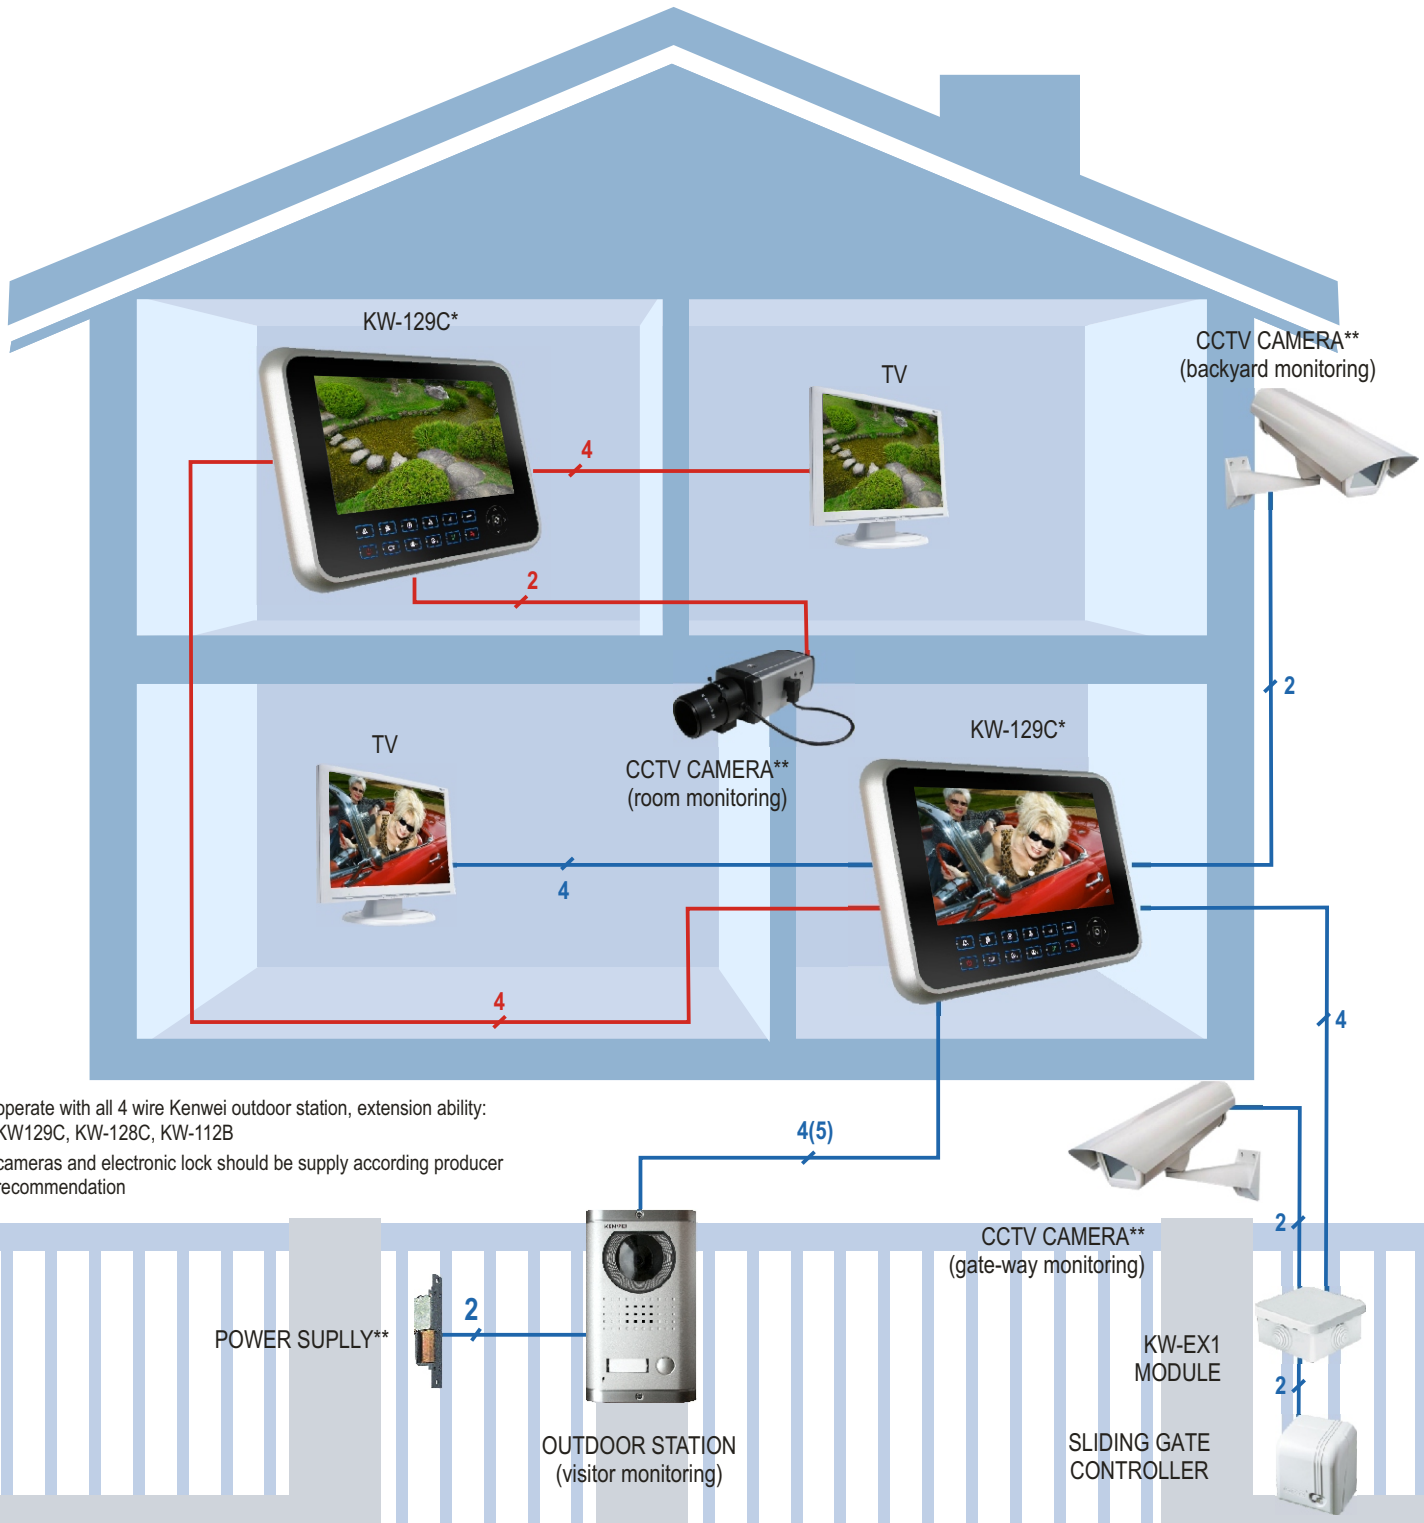 KW-129C*
TV
CCTV CAMERA**
(backyard monitoring)
4
2
2
TV
CCTV CAMERA**
(room monitoring)
KW-129C*
4
4
4
operate with all 4 wire Kenwei outdoor station, extension ability:
KW129C, KW-128C, KW-112B
cameras and electronic lock should be supply according producer
recommendation
4(5)
KENWEI
CCTV CAMERA**
(gate-way monitoring)
2
2
POWER SUPLLY**
KW-EX1
MODULE
2
OUTDOOR STATION
(visitor monitoring)
SLIDING GATE
CONTROLLER